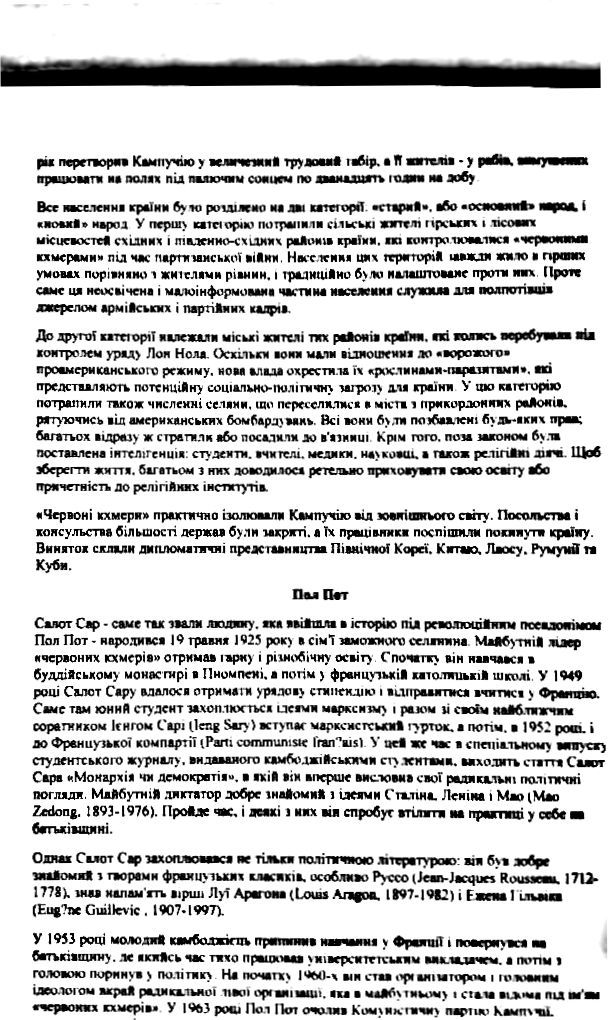 рік перетворив Кампучію у величезний трудовий табір, а її жителів - у рабів, вимушених
працювати на полях під палючим сонцем по дванадцять годин на добу.
Все населення країни було розділено на дві категорії: «старий», або «основний» народ, і
«новий» народ. У першу категорію потрапили сільські жителі гірських і лісових
місцевостей східних і південно-східних районів країни, які контролювалися «червоними
кхмерами» під час партизанської війни. Населення цих територій завжди жило в гірших
умовах порівняно з жителями рівнин, і традиційно було налаштоване проти них. Проте
саме ця неосвічена і малоінформована частина населення служила для полпотівців
джерелом армійських і партійних кадрів.
До другої категорії належали міські жителі тих районів країни, які колись перебували під
контролем уряду Лон Нола. Оскільки вони мали відношення до «ворожого»
проамериканського режиму, нова влада охрестила їх «рослинами-паразитами», які
представляють потенційну соціально-політичну загрозу для країни. У цю категорію
потрапили також численні селяни, що переселилися в міста з прикордонних районів,
рятуючись від американських бомбардувань. Всі вони були позбавлені будь-яких прав;
багатьох відразу ж стратили або посадили до в'язниці. Крім того, поза законом була
поставлена інтелігенція: студенти, вчителі, медики, науковці, а також релігійні діячі. Щоб
зберегти життя, багатьом з них доводилося ретельно приховувати свою освіту або
причетність до релігійних інститутів.
«Червоні кхмери» практично ізолювали Кампучію від зовнішнього світу. Посольства і
консульства більшості держав були закриті, а їх працівники поспішили покинути країну.
Виняток склали дипломатичні представництва Північної Кореї, Китаю, Лаосу, Румунії та
Куби.
Пол Пот
Салот Сар - саме так звали людину, яка ввійшла в історію під революційним псевдонімом
Пол Пот - народився 19 травня 1925 року в сім'ї заможного селянина. Майбутній лідер
«червоних кхмерів» отримав гарну і різнобічну освіту. Спочатку він навчався в
буддійському монастирі в Пномпені, а потім у французькій католицькій школі. У 1949
році Салот Сару вдалося отримати урядову стипендію і відправитися вчитися у Францію.
Саме там юний студент захоплюється ідеями марксизму і разом зі своїм найближчим
соратником Ієнгом Сарі (Ieng Sary) вступає марксистський гурток, а потім, в 1952 році, і
до Французької компартії (Parti communiste fran?ais). У цей же час в спеціальному випуску
студентського журналу, видаваного камбоджійськими студентами, виходить стаття Салот
Сара «Монархія чи демократія», в якій він вперше висловив свої радикальні політичні
погляди. Майбутній диктатор добре знайомий з ідеями Сталіна, Леніна і Мао (Mao
Zedong, 1893-1976). Пройде час, і деякі з них він спробує втілити на практиці у себе на
батьківщині.
Однак Салот Сар захоплювався не тільки політичною літературою: він був добре
знайомий з творами французьких класиків, особливо Руссо (Jean-Jacques Rousseau, 1712-
1778), знав напам'ять вірші Луї Арагона (Louis Aragon, 1897-1982) і Ежена Гільвіка
(Eug?ne Guillevic , 1907-1997).
У 1953 році молодий камбоджієць припинив навчання у Франції і повернувся на
батьківщину, де якийсь час тихо працював університетським викладачем, а потім з
головою поринув у політику. На початку 1960-х він став організатором і головним
ідеологом вкрай радикальної лівої організації, яка в майбутньому і стала відома під ім'ям
«червоних кхмерів». У 1963 році Пол Пот очолив Комуністичну партію Кампучії,